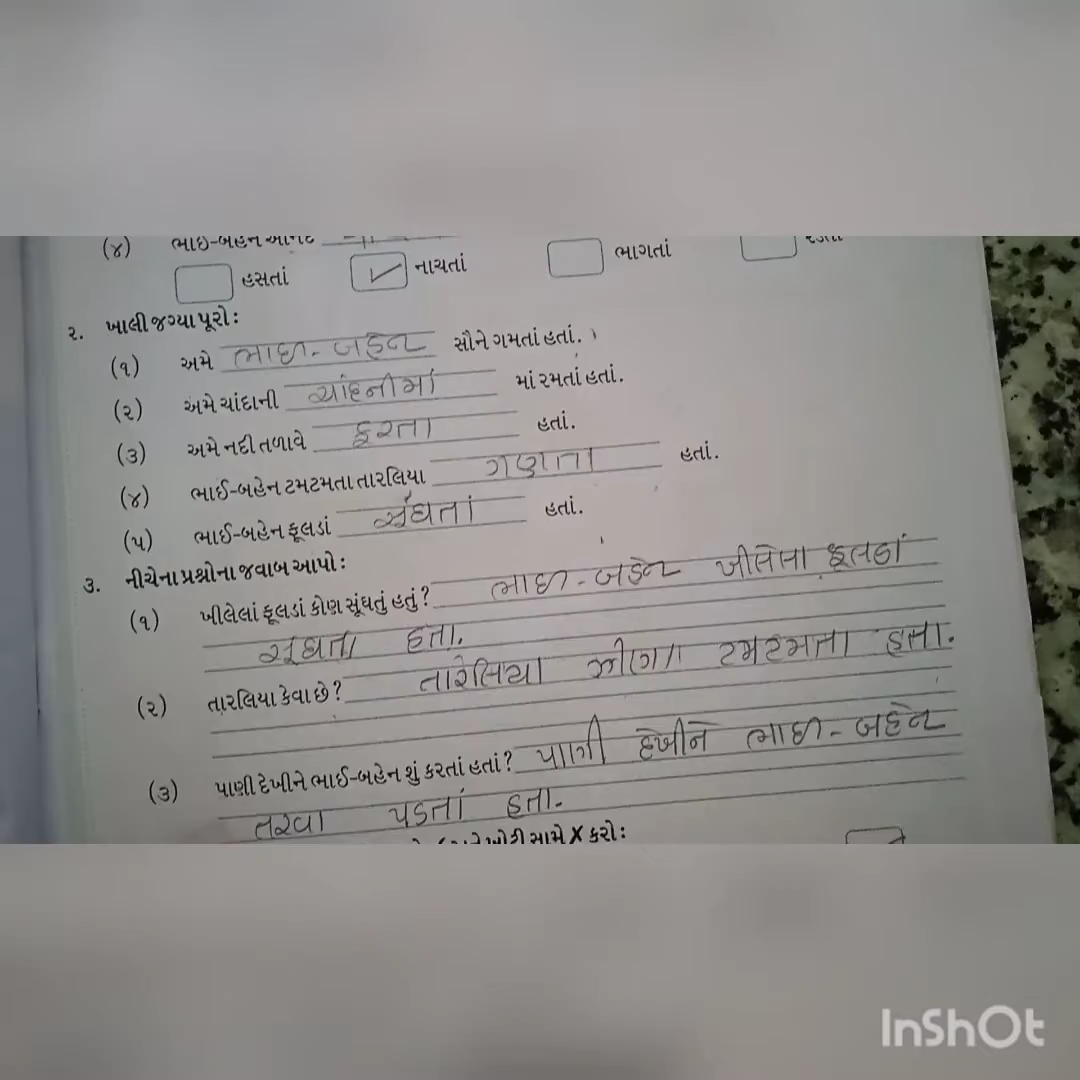 (૪) ભાઈ-બહેન
હસતાં ✓ નાચતાં ભાગતાં
૨. ખાલી જગ્યા પૂરો:
(૧) અમે ભાઈ-બહેન સૌને ગમતાં હતાં.
(૨) અમે ચાંદાની ચાંદનીમાં માં રમતાં હતાં.
(૩) અમે નદી તળાવે ફરતા હતાં.
(૪) ભાઈ-બહેન ટમટમતા તારલિયા ગણતા હતાં.
(૫) ભાઈ-બહેન ફૂલડાં સૂંઘતાં હતાં.
૩. નીચેના પ્રશ્નોના જવાબ આપો:
(૧) ખીલેલાં ફૂલડાં કોણ સૂંઘતું હતું? ભાઈ-બહેન ખીલેલા ફૂલડાં
સૂંઘતા હતા.
(૨) તારલિયા કેવા છે? તારલિયા ઝીણા ટમટમતા હતા.
(૩) પાણી દેખીને ભાઈ-બહેન શું કરતાં હતાં? પાણી દેખીને ભાઈ-બહેન
તરવા પડતાં હતા.
ખોટી સામે ✗ કરો:
InShOt